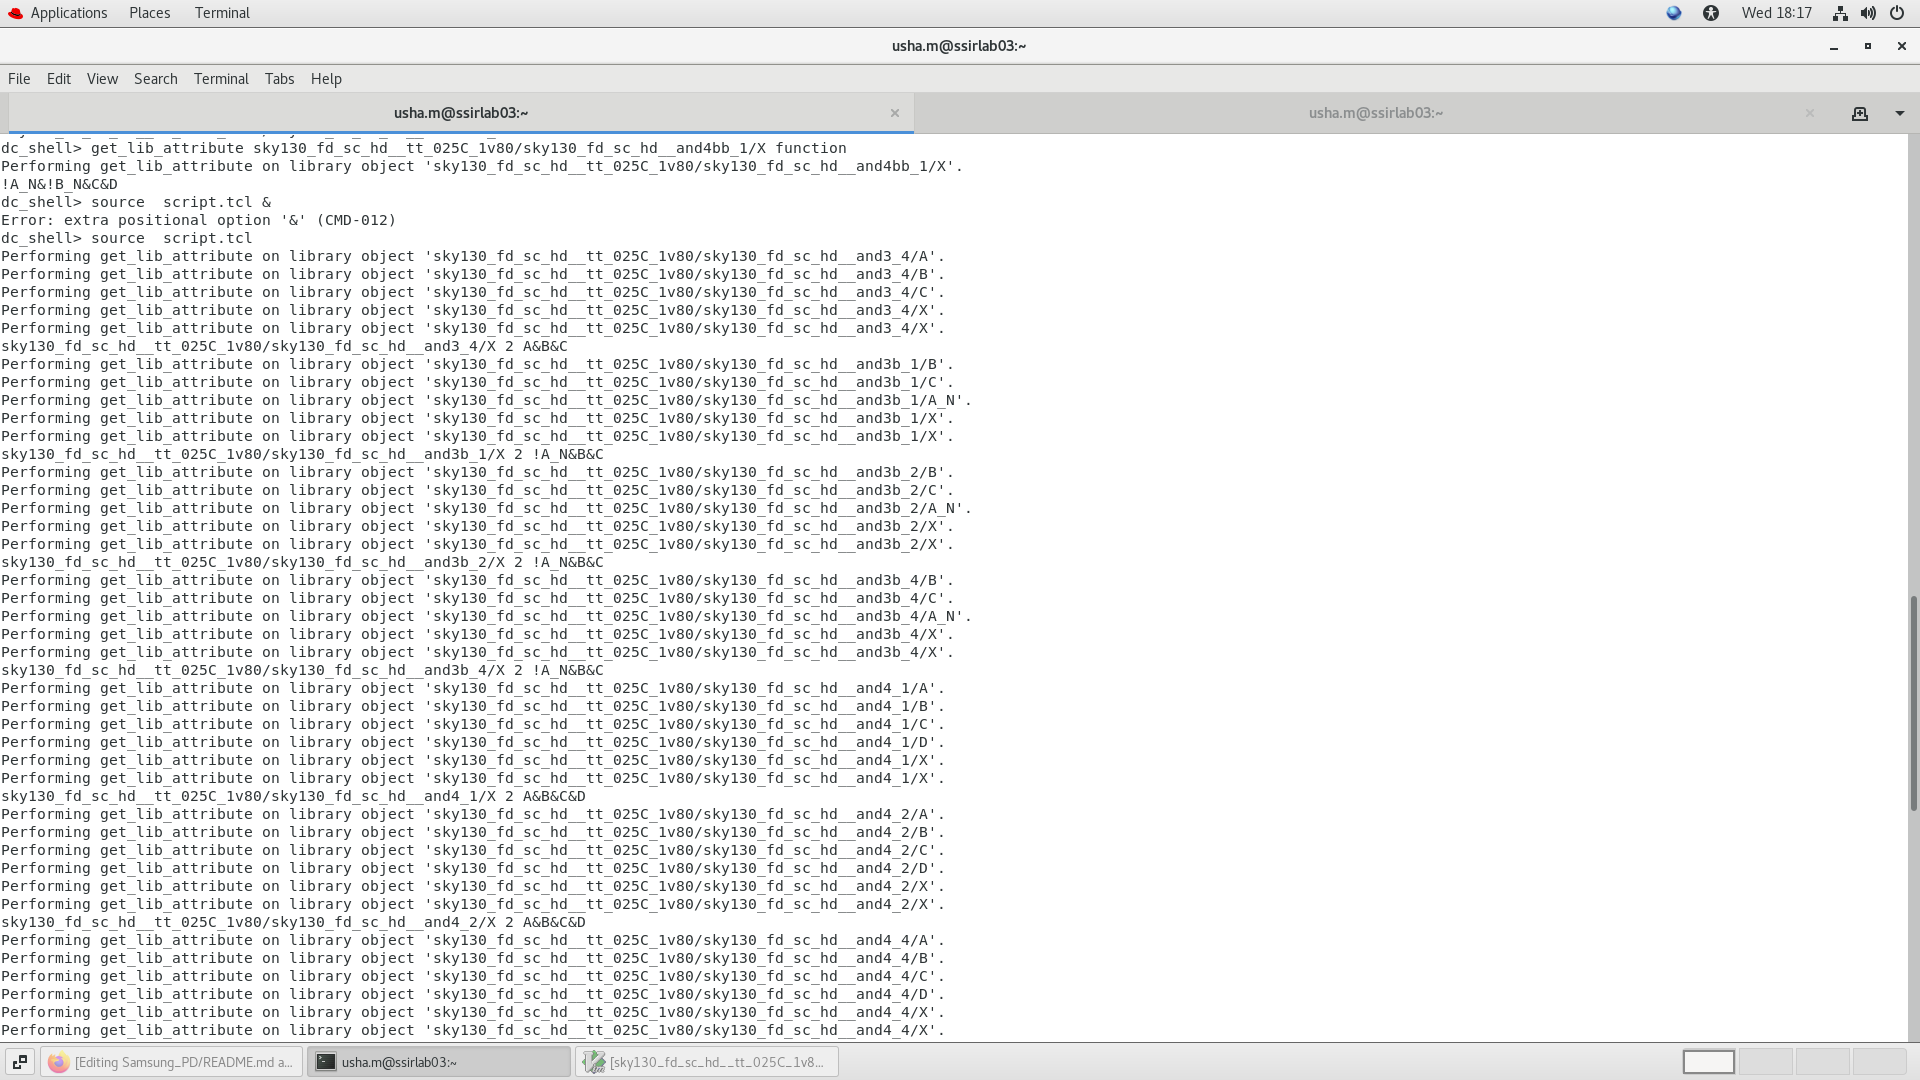 Applications Places Terminal Wed 18:17
usha.m@ssirlab03:~
File Edit View Search Terminal Tabs Help
usha.m@ssirlab03:~ usha.m@ssirlab03:~
dc_shell> get_lib_attribute sky130_fd_sc_hd__tt_025C_1v80/sky130_fd_sc_hd__and4bb_1/X function
Performing get_lib_attribute on library object 'sky130_fd_sc_hd__tt_025C_1v80/sky130_fd_sc_hd__and4bb_1/X'.
!A_N&!B_N&C&D
dc_shell> source  script.tcl &
Error: extra positional option '&' (CMD-012)
dc_shell> source  script.tcl
Performing get_lib_attribute on library object 'sky130_fd_sc_hd__tt_025C_1v80/sky130_fd_sc_hd__and3_4/A'.
Performing get_lib_attribute on library object 'sky130_fd_sc_hd__tt_025C_1v80/sky130_fd_sc_hd__and3_4/B'.
Performing get_lib_attribute on library object 'sky130_fd_sc_hd__tt_025C_1v80/sky130_fd_sc_hd__and3_4/C'.
Performing get_lib_attribute on library object 'sky130_fd_sc_hd__tt_025C_1v80/sky130_fd_sc_hd__and3_4/X'.
Performing get_lib_attribute on library object 'sky130_fd_sc_hd__tt_025C_1v80/sky130_fd_sc_hd__and3_4/X'.
sky130_fd_sc_hd__tt_025C_1v80/sky130_fd_sc_hd__and3_4/X 2 A&B&C
Performing get_lib_attribute on library object 'sky130_fd_sc_hd__tt_025C_1v80/sky130_fd_sc_hd__and3b_1/B'.
Performing get_lib_attribute on library object 'sky130_fd_sc_hd__tt_025C_1v80/sky130_fd_sc_hd__and3b_1/C'.
Performing get_lib_attribute on library object 'sky130_fd_sc_hd__tt_025C_1v80/sky130_fd_sc_hd__and3b_1/A_N'.
Performing get_lib_attribute on library object 'sky130_fd_sc_hd__tt_025C_1v80/sky130_fd_sc_hd__and3b_1/X'.
Performing get_lib_attribute on library object 'sky130_fd_sc_hd__tt_025C_1v80/sky130_fd_sc_hd__and3b_1/X'.
sky130_fd_sc_hd__tt_025C_1v80/sky130_fd_sc_hd__and3b_1/X 2 !A_N&B&C
Performing get_lib_attribute on library object 'sky130_fd_sc_hd__tt_025C_1v80/sky130_fd_sc_hd__and3b_2/B'.
Performing get_lib_attribute on library object 'sky130_fd_sc_hd__tt_025C_1v80/sky130_fd_sc_hd__and3b_2/C'.
Performing get_lib_attribute on library object 'sky130_fd_sc_hd__tt_025C_1v80/sky130_fd_sc_hd__and3b_2/A_N'.
Performing get_lib_attribute on library object 'sky130_fd_sc_hd__tt_025C_1v80/sky130_fd_sc_hd__and3b_2/X'.
Performing get_lib_attribute on library object 'sky130_fd_sc_hd__tt_025C_1v80/sky130_fd_sc_hd__and3b_2/X'.
sky130_fd_sc_hd__tt_025C_1v80/sky130_fd_sc_hd__and3b_2/X 2 !A_N&B&C
Performing get_lib_attribute on library object 'sky130_fd_sc_hd__tt_025C_1v80/sky130_fd_sc_hd__and3b_4/B'.
Performing get_lib_attribute on library object 'sky130_fd_sc_hd__tt_025C_1v80/sky130_fd_sc_hd__and3b_4/C'.
Performing get_lib_attribute on library object 'sky130_fd_sc_hd__tt_025C_1v80/sky130_fd_sc_hd__and3b_4/A_N'.
Performing get_lib_attribute on library object 'sky130_fd_sc_hd__tt_025C_1v80/sky130_fd_sc_hd__and3b_4/X'.
Performing get_lib_attribute on library object 'sky130_fd_sc_hd__tt_025C_1v80/sky130_fd_sc_hd__and3b_4/X'.
sky130_fd_sc_hd__tt_025C_1v80/sky130_fd_sc_hd__and3b_4/X 2 !A_N&B&C
Performing get_lib_attribute on library object 'sky130_fd_sc_hd__tt_025C_1v80/sky130_fd_sc_hd__and4_1/A'.
Performing get_lib_attribute on library object 'sky130_fd_sc_hd__tt_025C_1v80/sky130_fd_sc_hd__and4_1/B'.
Performing get_lib_attribute on library object 'sky130_fd_sc_hd__tt_025C_1v80/sky130_fd_sc_hd__and4_1/C'.
Performing get_lib_attribute on library object 'sky130_fd_sc_hd__tt_025C_1v80/sky130_fd_sc_hd__and4_1/D'.
Performing get_lib_attribute on library object 'sky130_fd_sc_hd__tt_025C_1v80/sky130_fd_sc_hd__and4_1/X'.
Performing get_lib_attribute on library object 'sky130_fd_sc_hd__tt_025C_1v80/sky130_fd_sc_hd__and4_1/X'.
sky130_fd_sc_hd__tt_025C_1v80/sky130_fd_sc_hd__and4_1/X 2 A&B&C&D
Performing get_lib_attribute on library object 'sky130_fd_sc_hd__tt_025C_1v80/sky130_fd_sc_hd__and4_2/A'.
Performing get_lib_attribute on library object 'sky130_fd_sc_hd__tt_025C_1v80/sky130_fd_sc_hd__and4_2/B'.
Performing get_lib_attribute on library object 'sky130_fd_sc_hd__tt_025C_1v80/sky130_fd_sc_hd__and4_2/C'.
Performing get_lib_attribute on library object 'sky130_fd_sc_hd__tt_025C_1v80/sky130_fd_sc_hd__and4_2/D'.
Performing get_lib_attribute on library object 'sky130_fd_sc_hd__tt_025C_1v80/sky130_fd_sc_hd__and4_2/X'.
Performing get_lib_attribute on library object 'sky130_fd_sc_hd__tt_025C_1v80/sky130_fd_sc_hd__and4_2/X'.
sky130_fd_sc_hd__tt_025C_1v80/sky130_fd_sc_hd__and4_2/X 2 A&B&C&D
Performing get_lib_attribute on library object 'sky130_fd_sc_hd__tt_025C_1v80/sky130_fd_sc_hd__and4_4/A'.
Performing get_lib_attribute on library object 'sky130_fd_sc_hd__tt_025C_1v80/sky130_fd_sc_hd__and4_4/B'.
Performing get_lib_attribute on library object 'sky130_fd_sc_hd__tt_025C_1v80/sky130_fd_sc_hd__and4_4/C'.
Performing get_lib_attribute on library object 'sky130_fd_sc_hd__tt_025C_1v80/sky130_fd_sc_hd__and4_4/D'.
Performing get_lib_attribute on library object 'sky130_fd_sc_hd__tt_025C_1v80/sky130_fd_sc_hd__and4_4/X'.
Performing get_lib_attribute on library object 'sky130_fd_sc_hd__tt_025C_1v80/sky130_fd_sc_hd__and4_4/X'.
[Editing Samsung_PD/README.md a... usha.m@ssirlab03:~ [sky130_fd_sc_hd__tt_025C_1v8...